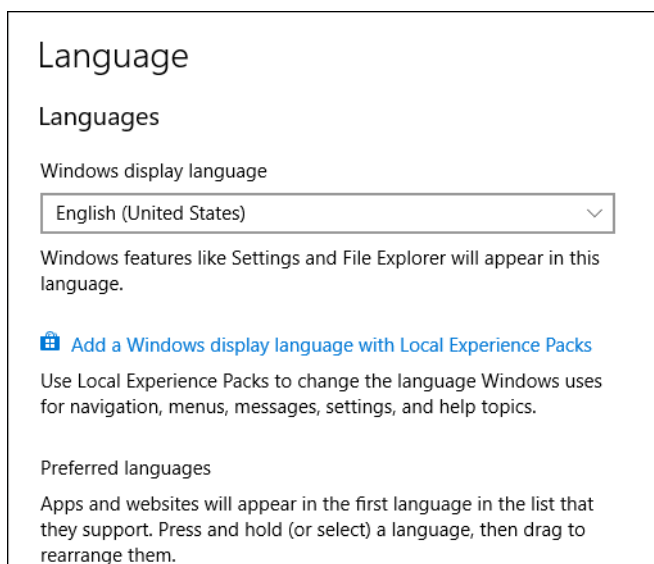 Language
Languages
Windows display language
English (United States)
Windows features like Settings and File Explorer will appear in this
language.
Add a Windows display language with Local Experience Packs
Use Local Experience Packs to change the language Windows uses
for navigation, menus, messages, settings, and help topics.
Preferred languages
Apps and websites will appear in the first language in the list that
they support. Press and hold (or select) a language, then drag to
rearrange them.